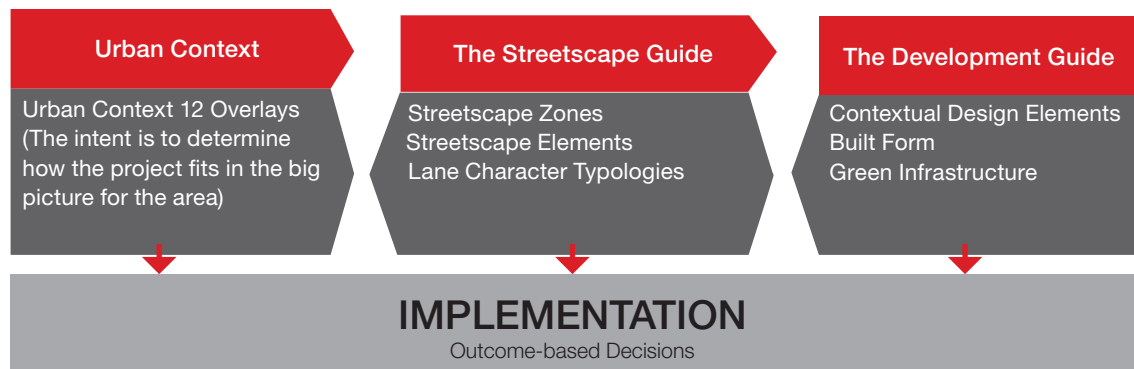 Urban Context
Urban Context 12 Overlays
(The intent is to determine
how the project fits in the big
picture for the area)
The Streetscape Guide
Streetscape Zones
Streetscape Elements
Lane Character Typologies
The Development Guide
Contextual Design Elements
Built Form
Green Infrastructure
IMPLEMENTATION
Outcome-based Decisions